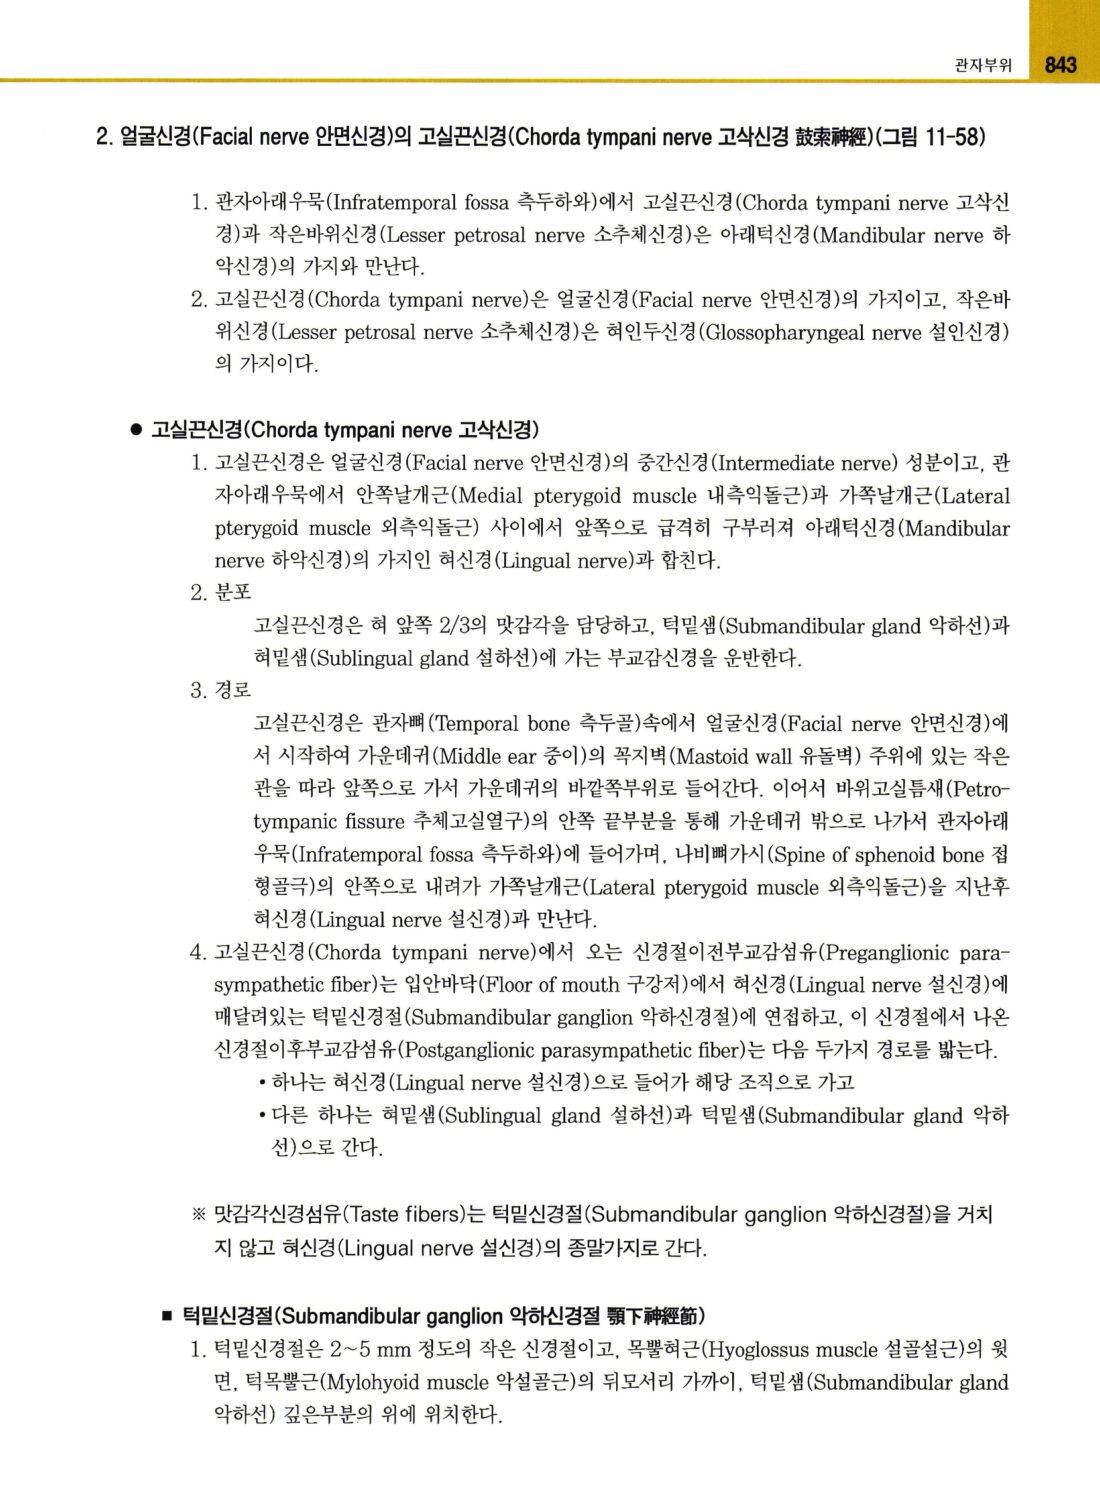 관자부위 843
2. 얼굴신경(Facial nerve 안면신경)의 고실끈신경(Chorda tympani nerve 고삭신경 鼓索神經)(그림 11-58)
1. 관자아래우묵(Infratemporal fossa 측두하와)에서 고실끈신경(Chorda tympani nerve 고삭신
경)과 작은바위신경(Lesser petrosal nerve 소추체신경)은 아래턱신경(Mandibular nerve 하
악신경)의 가지와 만난다.
2. 고실끈신경(Chorda tympani nerve)은 얼굴신경(Facial nerve 안면신경)의 가지이고, 작은바
위신경(Lesser petrosal nerve 소추체신경)은 혀인두신경(Glossopharyngeal nerve 설인신경)
의 가지이다.
● 고실끈신경(Chorda tympani nerve 고삭신경)
1. 고실끈신경은 얼굴신경(Facial nerve 안면신경)의 중간신경(Intermediate nerve) 성분이고, 관
자아래우묵에서 안쪽날개근(Medial pterygoid muscle 내측익돌근)과 가쪽날개근(Lateral
pterygoid muscle 외측익돌근) 사이에서 앞쪽으로 급격히 구부러져 아래턱신경(Mandibular
nerve 하악신경)의 가지인 혀신경(Lingual nerve)과 합친다.
2. 분포
고실끈신경은 혀 앞쪽 2/3의 맛감각을 담당하고, 턱밑샘(Submandibular gland 악하선)과
혀밑샘(Sublingual gland 설하선)에 가는 부교감신경을 운반한다.
3. 경로
고실끈신경은 관자뼈(Temporal bone 측두골)속에서 얼굴신경(Facial nerve 안면신경)에
서 시작하여 가운데귀(Middle ear 중이)의 꼭지벽(Mastoid wall 유돌벽) 주위에 있는 작은
관을 따라 앞쪽으로 가서 가운데귀의 바깥쪽부위로 들어간다. 이어서 바위고실틈새(Petro-
tympanic fissure 추체고실열구)의 안쪽 끝부분을 통해 가운데귀 밖으로 나가서 관자아래
우묵(Infratemporal fossa 측두하와)에 들어가며, 나비뼈가시(Spine of sphenoid bone 접
형골극)의 안쪽으로 내려가 가쪽날개근(Lateral pterygoid muscle 외측익돌근)을 지난후
혀신경(Lingual nerve 설신경)과 만난다.
4. 고실끈신경(Chorda tympani nerve)에서 오는 신경절이전부교감섬유(Preganglionic para-
sympathetic fiber)는 입안바닥(Floor of mouth 구강저)에서 혀신경(Lingual nerve 설신경)에
매달려있는 턱밑신경절(Submandibular ganglion 악하신경절)에 연접하고, 이 신경절에서 나온
신경절이후부교감섬유(Postganglionic parasympathetic fiber)는 다음 두가지 경로를 밟는다.
• 하나는 혀신경(Lingual nerve 설신경)으로 들어가 해당 조직으로 가고
• 다른 하나는 혀밑샘(Sublingual gland 설하선)과 턱밑샘(Submandibular gland 악하
선)으로 간다.
※ 맛감각신경섬유(Taste fibers)는 턱밑신경절(Submandibular ganglion 악하신경절)을 거치
지 않고 혀신경(Lingual nerve 설신경)의 종말가지로 간다.
■ 턱밑신경절(Submandibular ganglion 악하신경절 顎下神經節)
1. 턱밑신경절은 2~5 mm 정도의 작은 신경절이고, 목뿔혀근(Hyoglossus muscle 설골설근)의 윗
면, 턱목뿔근(Mylohyoid muscle 악설골근)의 뒤모서리 가까이, 턱밑샘(Submandibular gland
악하선) 깊은부분의 위에 위치한다.